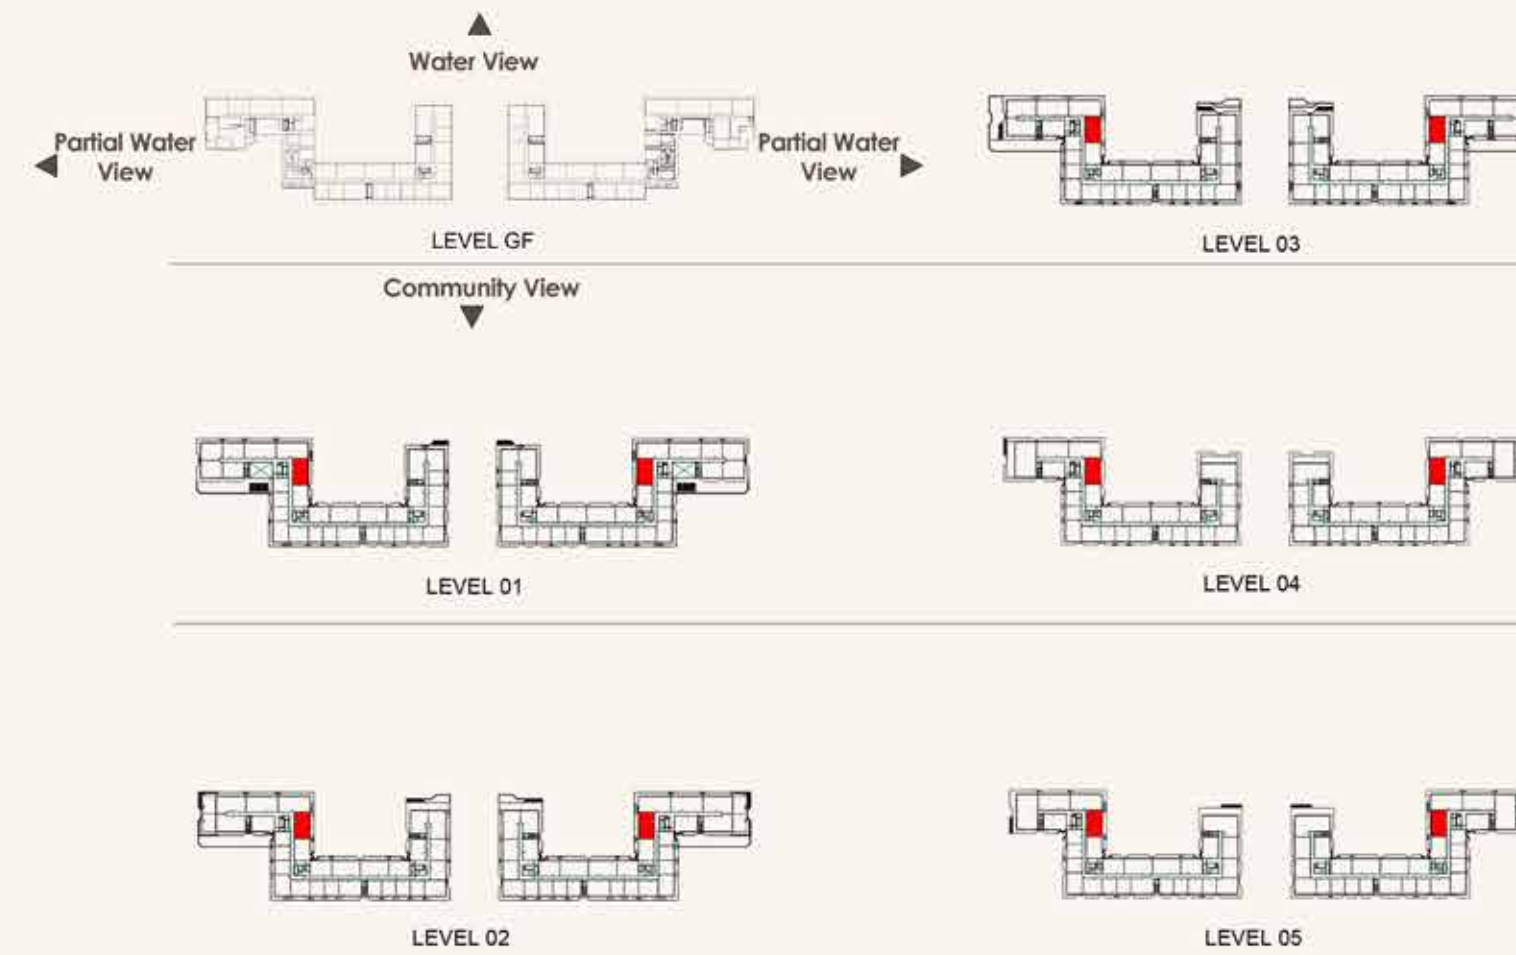 Water View
Partial Water
View
Partial Water
View
LEVEL GF
LEVEL 03
Community View
LEVEL 01
LEVEL 04
LEVEL 02
LEVEL 05